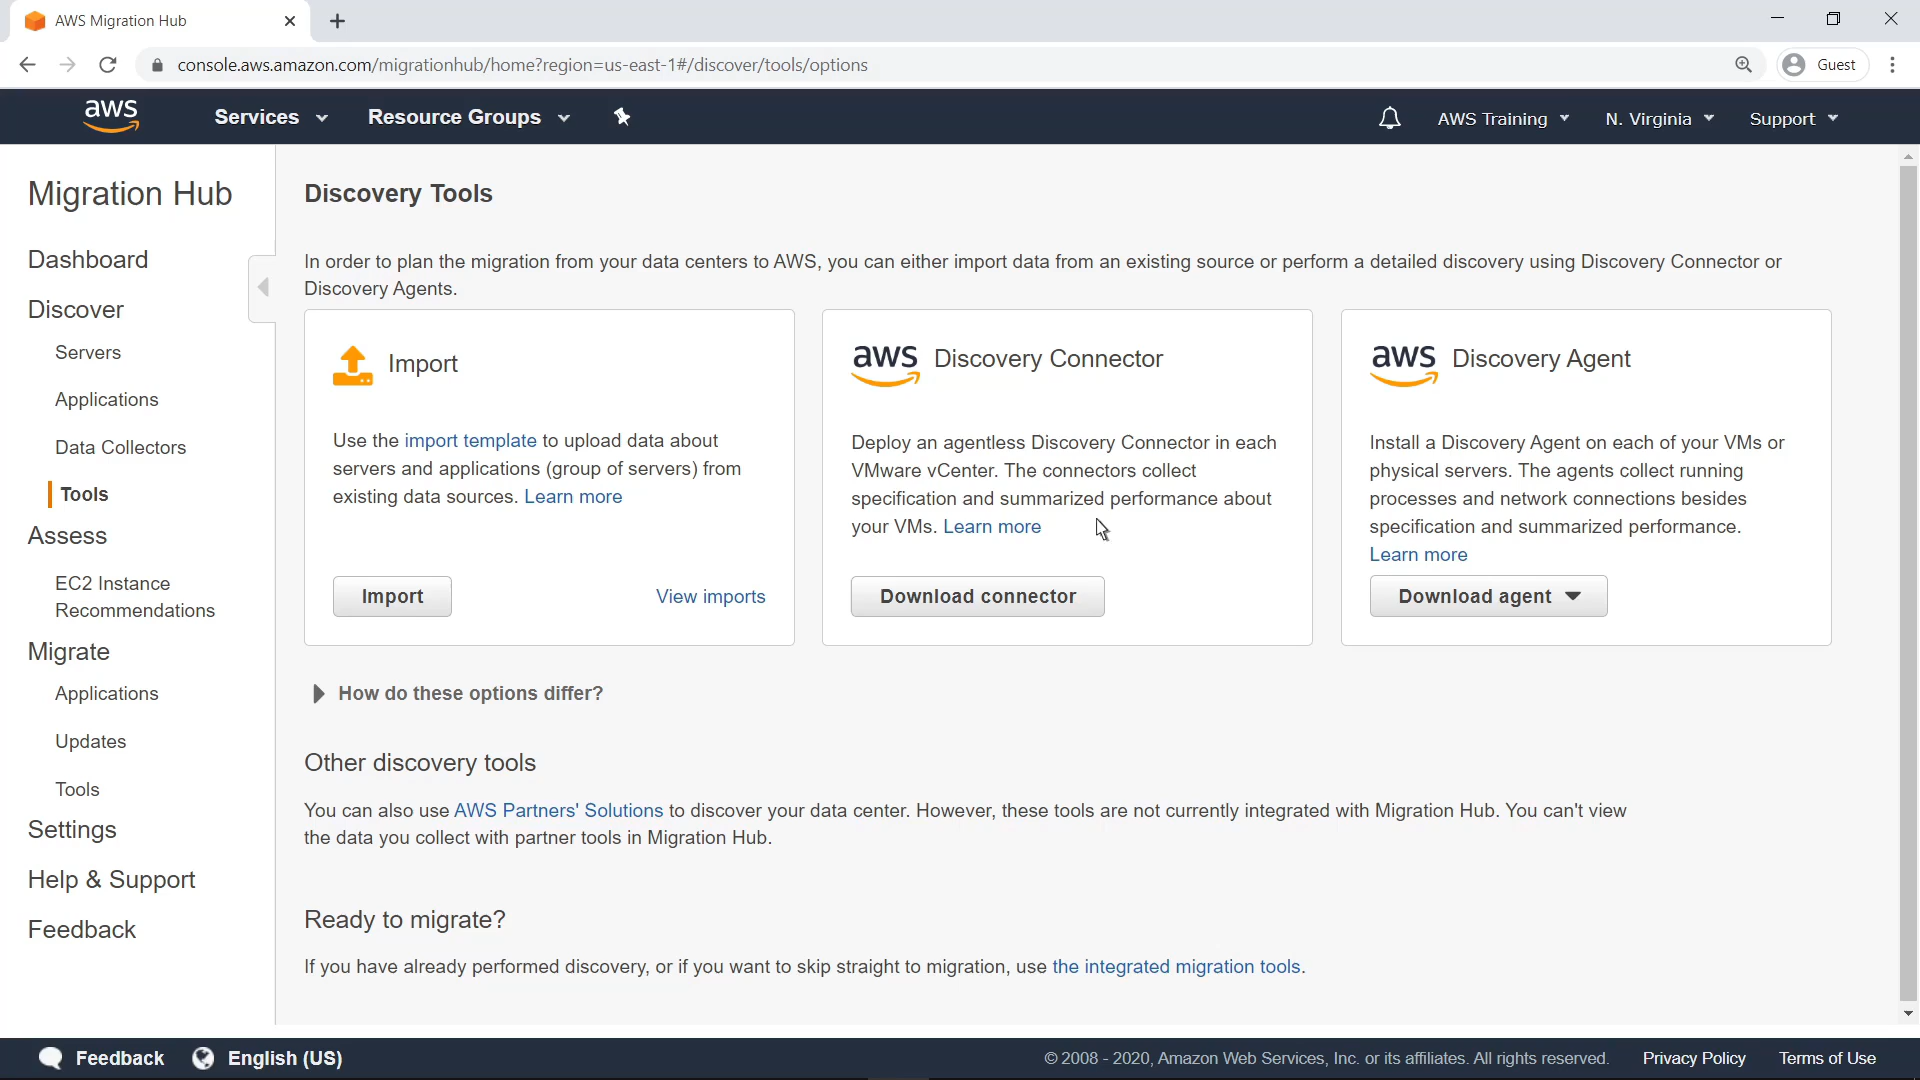 AWS Migration Hub
console.aws.amazon.com/migrationhub/home?region=us-east-1#/discover/tools/options
Guest
aws
Services
Resource Groups
AWS Training
N. Virginia
Support
Migration Hub
Dashboard
Discover
Servers
Applications
Data Collectors
Tools
Assess
EC2 Instance
Recommendations
Migrate
Applications
Updates
Tools
Settings
Help & Support
Feedback
Discovery Tools
In order to plan the migration from your data centers to AWS, you can either import data from an existing source or perform a detailed discovery using Discovery Connector or
Discovery Agents.
Import
Use the import template to upload data about
servers and applications (group of servers) from
existing data sources. Learn more
Import
View imports
aws Discovery Connector
Deploy an agentless Discovery Connector in each
VMware vCenter. The connectors collect
specification and summarized performance about
your VMs. Learn more
Download connector
aws Discovery Agent
Install a Discovery Agent on each of your VMs or
physical servers. The agents collect running
processes and network connections besides
specification and summarized performance.
Learn more
Download agent
How do these options differ?
Other discovery tools
You can also use AWS Partners' Solutions to discover your data center. However, these tools are not currently integrated with Migration Hub. You can't view
the data you collect with partner tools in Migration Hub.
Ready to migrate?
If you have already performed discovery, or if you want to skip straight to migration, use the integrated migration tools.
Feedback
English (US)
© 2008 - 2020, Amazon Web Services, Inc. or its affiliates. All rights reserved.
Privacy Policy
Terms of Use